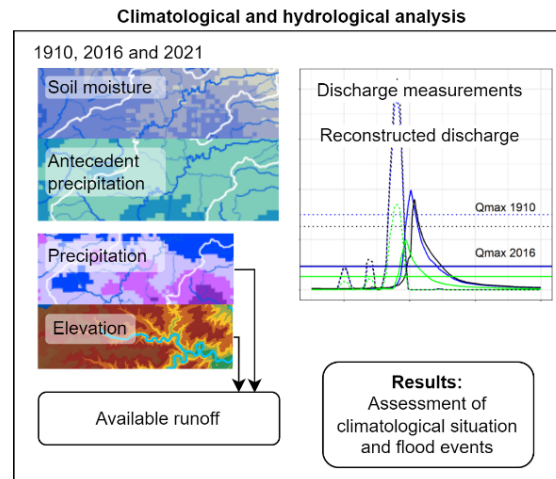 Climatological and hydrological analysis
1910, 2016 and 2021
Soil moisture
Antecedent
precipitation
Precipitation
Elevation
Available runoff
Discharge measurements
Reconstructed discharge
Qmax 1910
Qmax 2016
Results:
Assessment of
climatological situation
and flood events